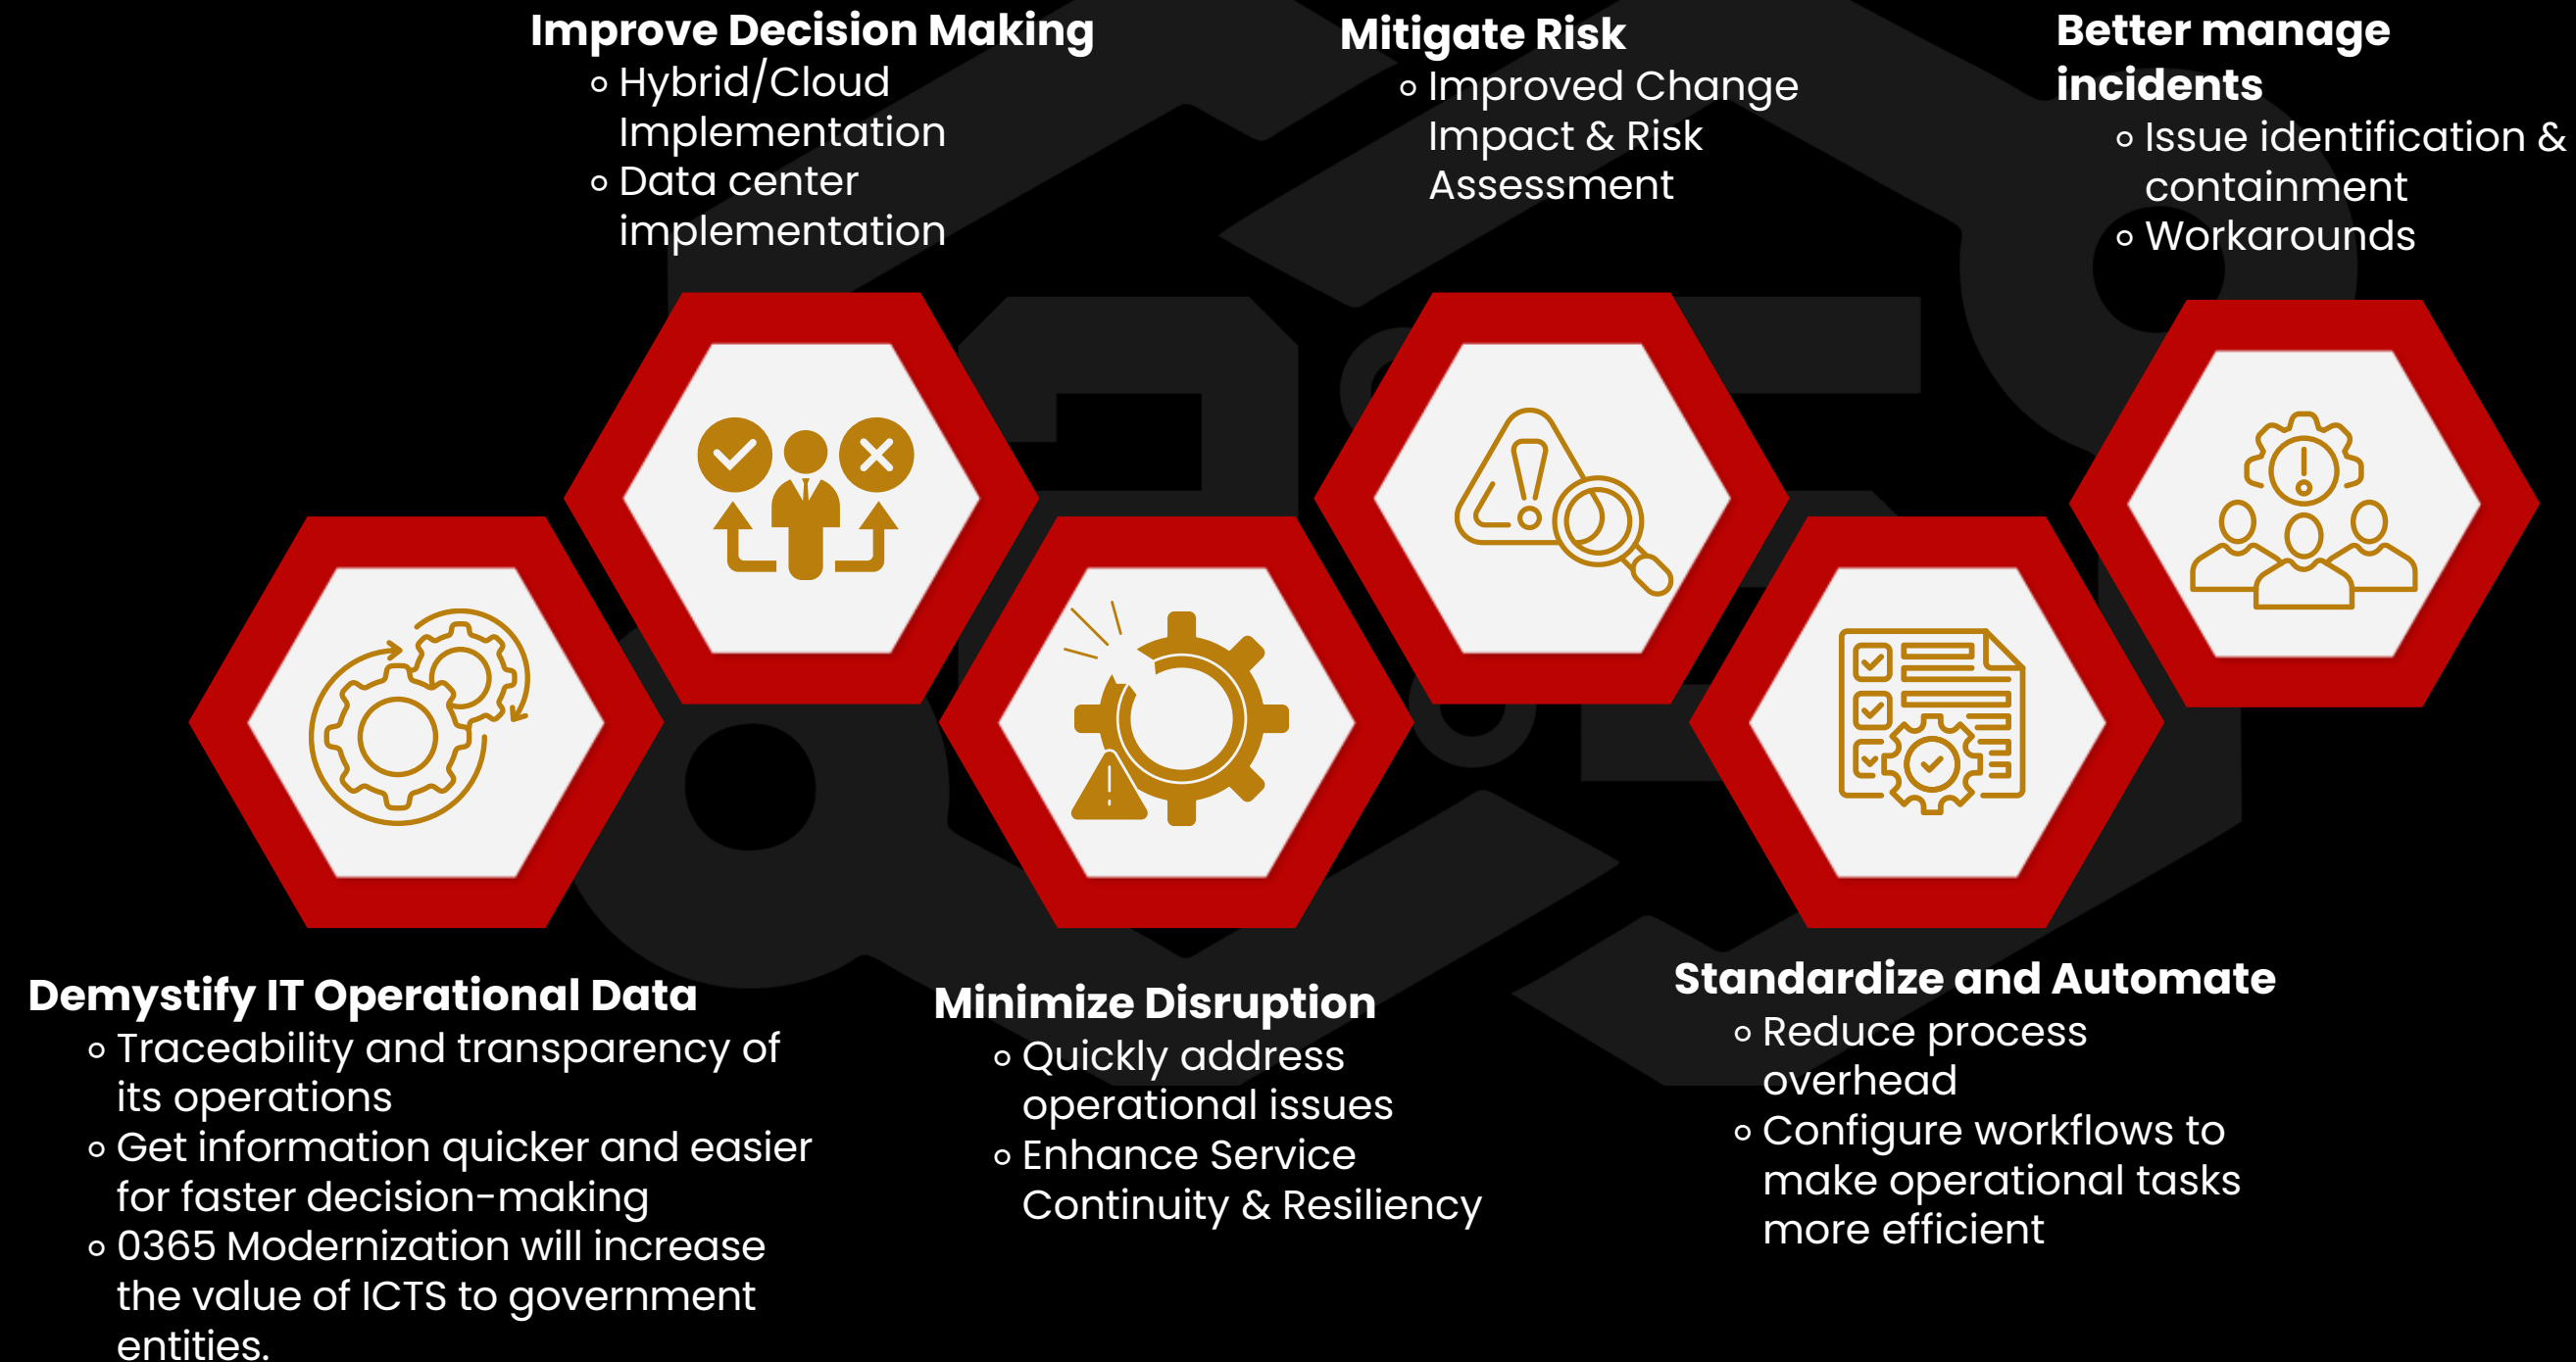 Improve Decision Making
Hybrid/Cloud
Implementation
Data center
implementation
Mitigate Risk
Improved Change
Impact & Risk
Assessment
Better manage
incidents
Issue identification &
containment
Workarounds
Demystify IT Operational Data
Traceability and transparency of
its operations
Get information quicker and easier
for faster decision-making
0365 Modernization will increase
the value of ICTS to government
entities.
Minimize Disruption
Quickly address
operational issues
Enhance Service
Continuity & Resiliency
Standardize and Automate
Reduce process
overhead
Configure workflows to
make operational tasks
more efficient